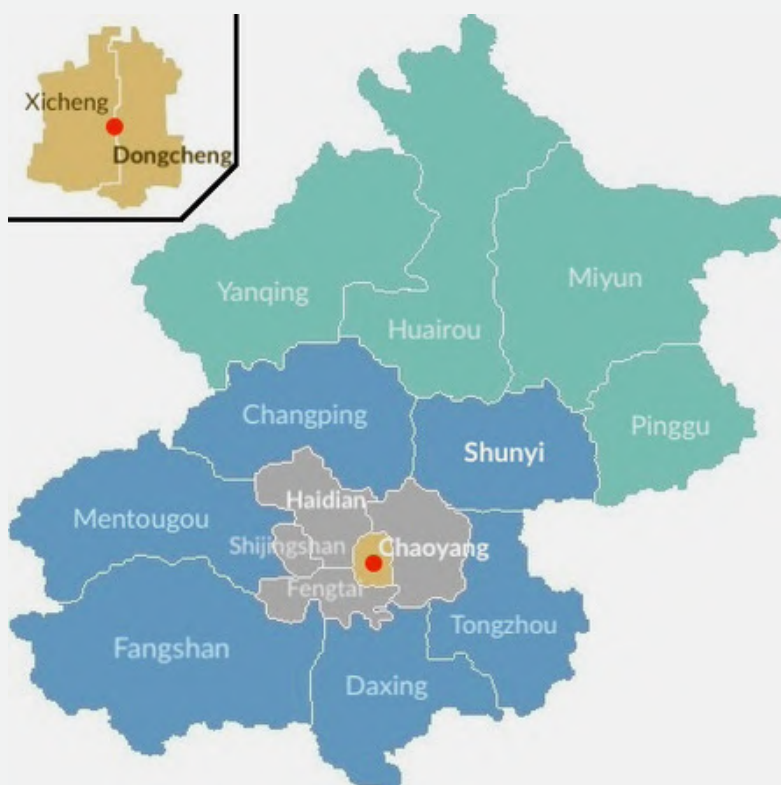 Xicheng
Dongcheng
Yanqing
Huairou
Miyun
Changping
Shunyi
Pinggu
Mentougou
Haidian
Shijingshan
Chaoyang
Fengtai
Fangshan
Daxing
Tongzhou